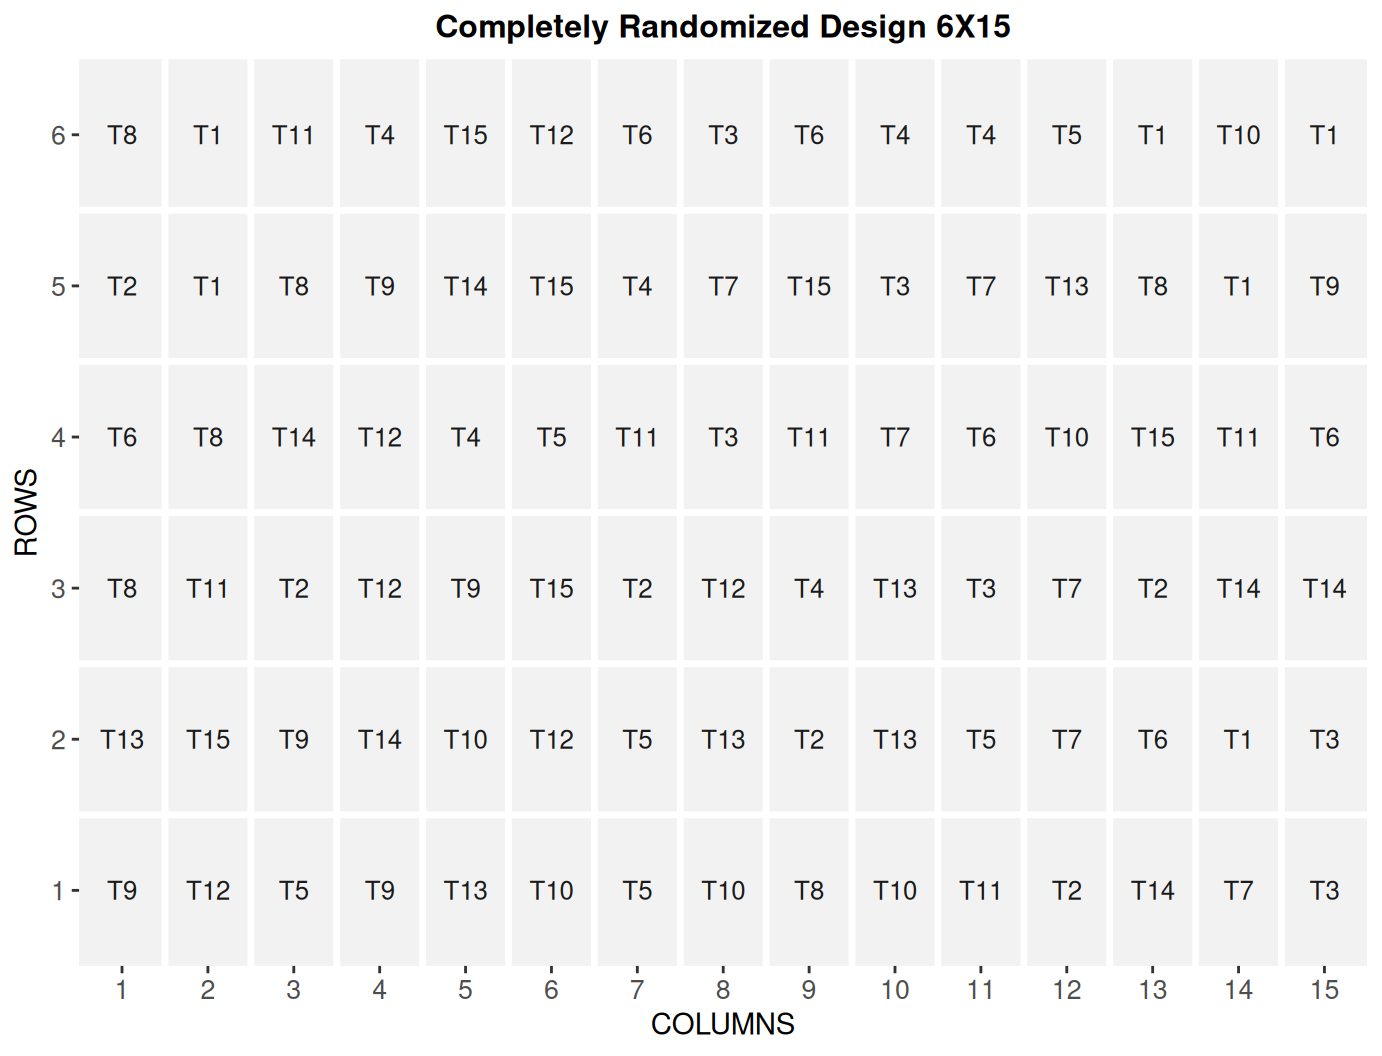 Completely Randomized Design 6X15
6 T8 T1 T11 T4 T15 T12 T6 T3 T6 T4 T4 T5 T1 T10 T1
5 T2 T1 T8 T9 T14 T15 T4 T7 T15 T3 T7 T13 T8 T1 T9
4 T6 T8 T14 T12 T4 T5 T11 T3 T11 T7 T6 T10 T15 T11 T6
3 T8 T11 T2 T12 T9 T15 T2 T12 T4 T13 T3 T7 T2 T14 T14
2 T13 T15 T9 T14 T10 T12 T5 T13 T2 T13 T5 T7 T6 T1 T3
1 T9 T12 T5 T9 T13 T10 T5 T10 T8 T10 T11 T2 T14 T7 T3
1 2 3 4 5 6 7 8 9 10 11 12 13 14 15
COLUMNS
ROWS